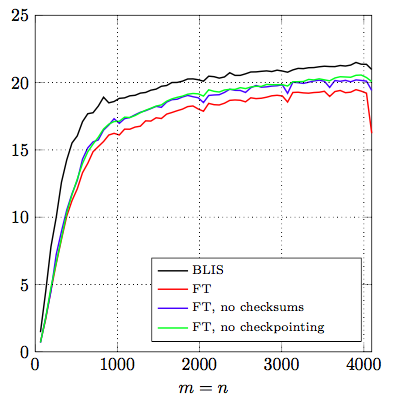 25
20
15
10
5
0
BLIS
FT
FT, no checksums
FT, no checkpointing
0 1000 2000 3000 4000
m = n